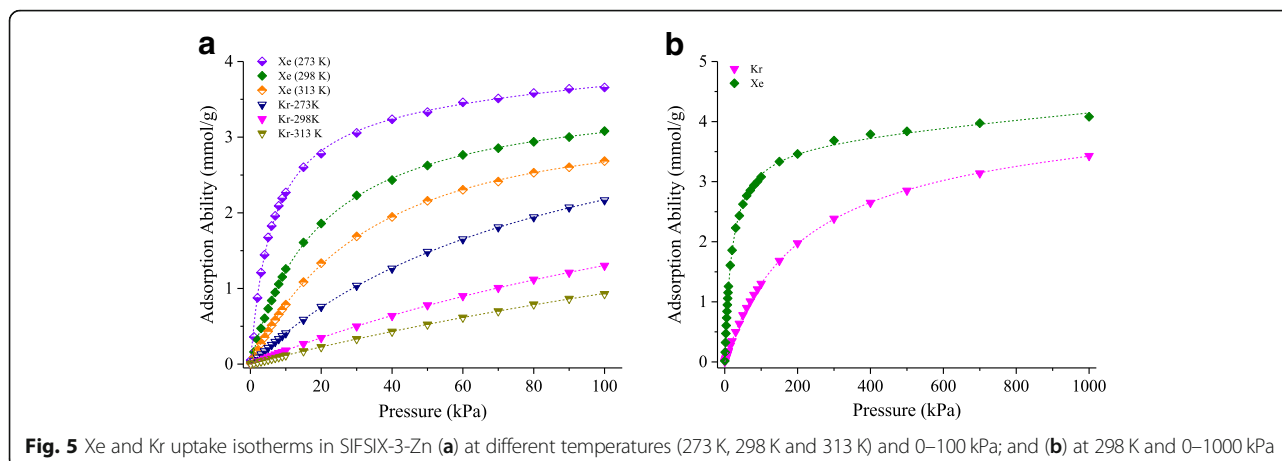 a
Xe (273 K)
Xe (298 K)
Xe (313 K)
Kr-273K
Kr-298K
Kr-313 K
Adsorption Ability (mmol/g)
4
3
2
1
0
0 20 40 60 80 100
Pressure (kPa)
b
Kr
Xe
Adsorption Ability (mmol/g)
5
4
3
2
1
0
0 200 400 600 800 1000
Pressure (kPa)
Fig. 5 Xe and Kr uptake isotherms in SIFSIX-3-Zn (a) at different temperatures (273 K, 298 K and 313 K) and 0–100 kPa; and (b) at 298 K and 0–1000 kPa